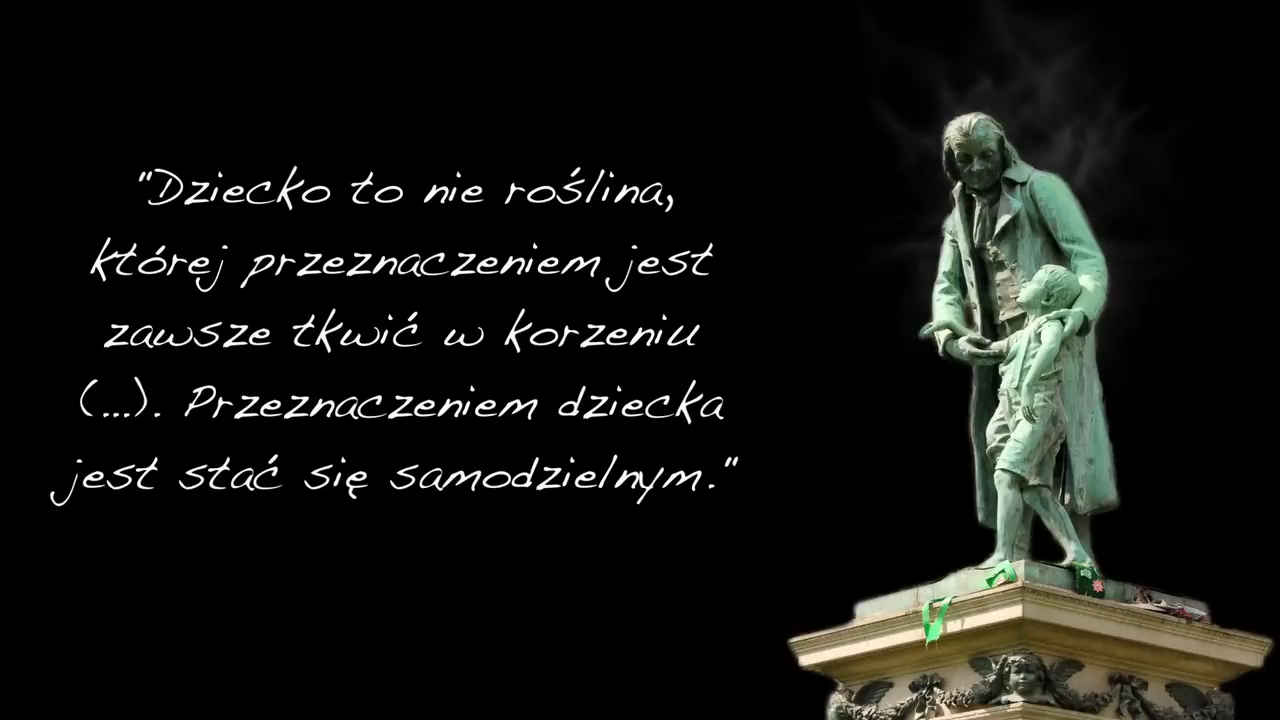 "Dziecko to nie roślina,
której przeznaczeniem jest
zawsze tkwić w korzeniu
(...). Przeznaczeniem dziecka
jest stać się samodzielnym."